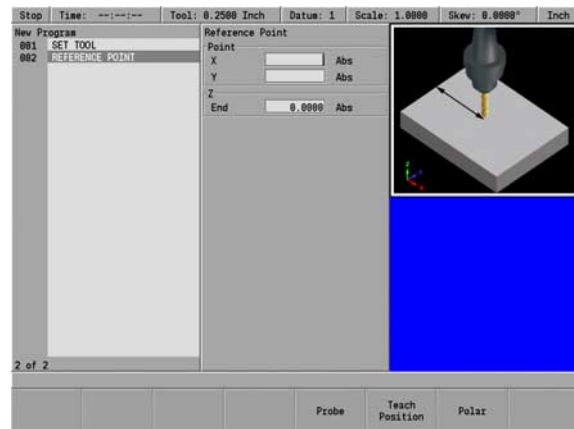 Stop Time: --:--:-- Tool: 0.2500 Inch Datum: 1 Scale: 1.0000 Skew: 0.0000° Inch
New Program
001 SET TOOL
002 REFERENCE POINT
2 of 2
Reference Point
Point
X Abs
Y Abs
Z
End 0.0000 Abs
Probe Teach Position Polar